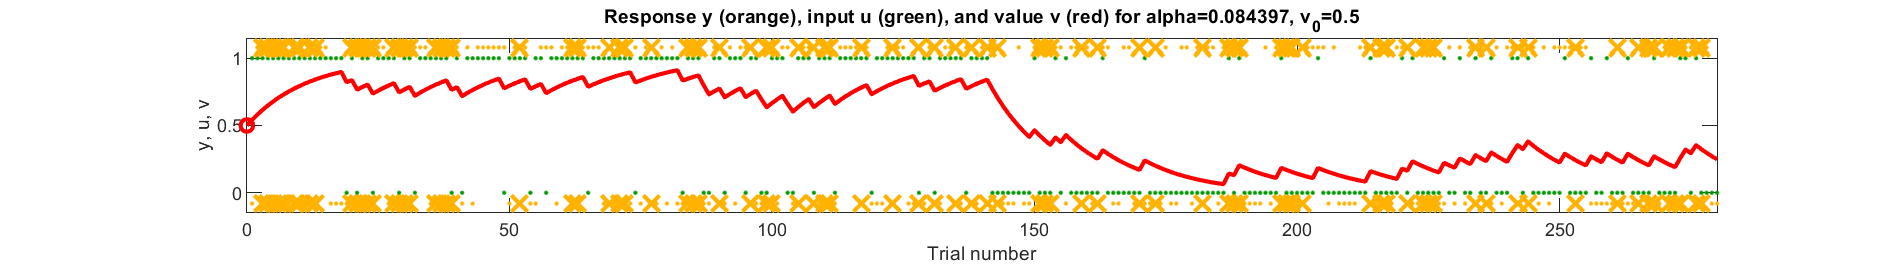 Response y (orange), input u (green), and value v (red) for alpha=0.084397, v0=0.5
y, u, v
1
0.5
0
0 50 100 150 200 250
Trial number